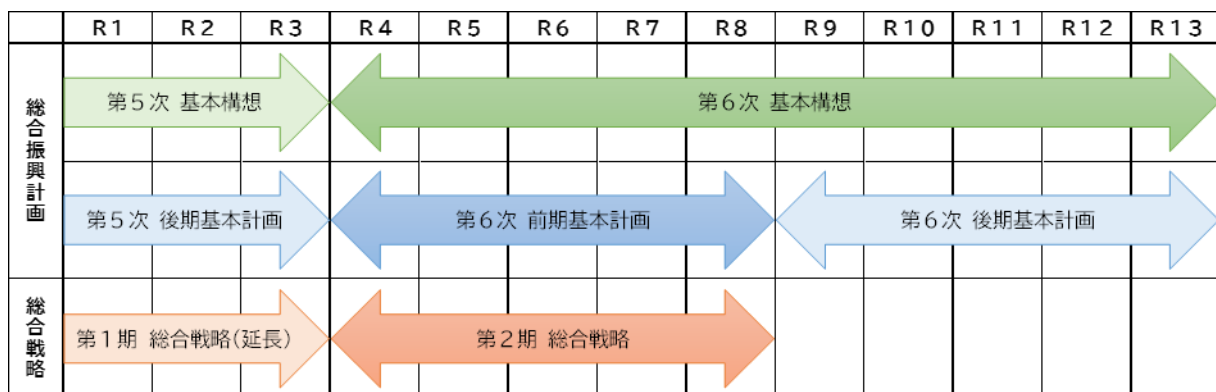 R1 R2 R3 R4 R5 R6 R7 R8 R9 R10 R11 R12 R13
総合振興計画
第5次 基本構想 第6次 基本構想
第5次 後期基本計画 第6次 前期基本計画 第6次 後期基本計画
総合戦略
第1期 総合戦略(延長) 第2期 総合戦略